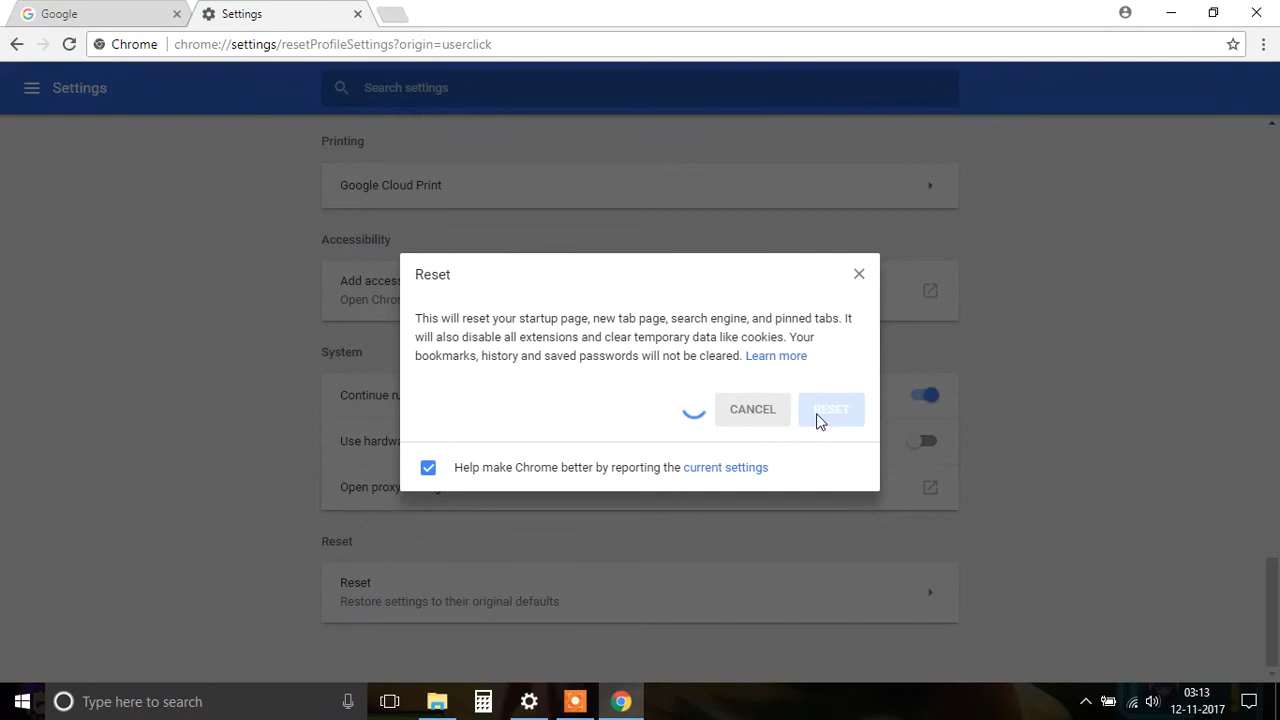 Google
Settings
Chrome
chrome://settings/resetProfileSettings?origin=userclick
Settings
Search settings
Printing
Google Cloud Print
Accessibility
Add access
Open Chro
Reset
This will reset your startup page, new tab page, search engine, and pinned tabs. It
will also disable all extensions and clear temporary data like cookies. Your
bookmarks, history and saved passwords will not be cleared. Learn more
CANCEL
RESET
Help make Chrome better by reporting the current settings
System
Continue ru
Use hardwa
Open proxy
Reset
Reset
Restore settings to their original defaults
Type here to search
03:13
12-11-2017